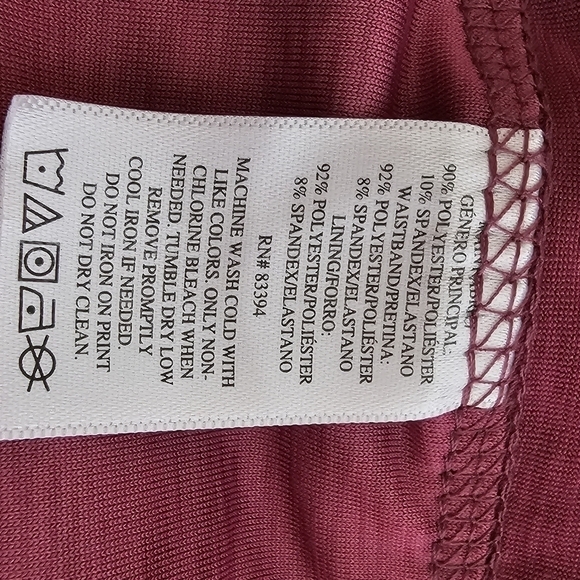 GÉNERO PRINCIPAL:
90% POLYESTER/POLIÉSTER
10% SPANDEX/ELASTANO
WAISTBAND/PRETINA:
92% POLYESTER/POLIÉSTER
8% SPANDEX/ELASTANO
LINING/FORRO:
92% POLYESTER/POLIÉSTER
8% SPANDEX/ELASTANO
RN# 83394
MACHINE WASH COLD WITH
LIKE COLORS. ONLY NON-
CHLORINE BLEACH WHEN
NEEDED. TUMBLE DRY LOW
REMOVE PROMPTLY
COOL IRON IF NEEDED.
DO NOT IRON ON PRINT
DO NOT DRY CLEAN.